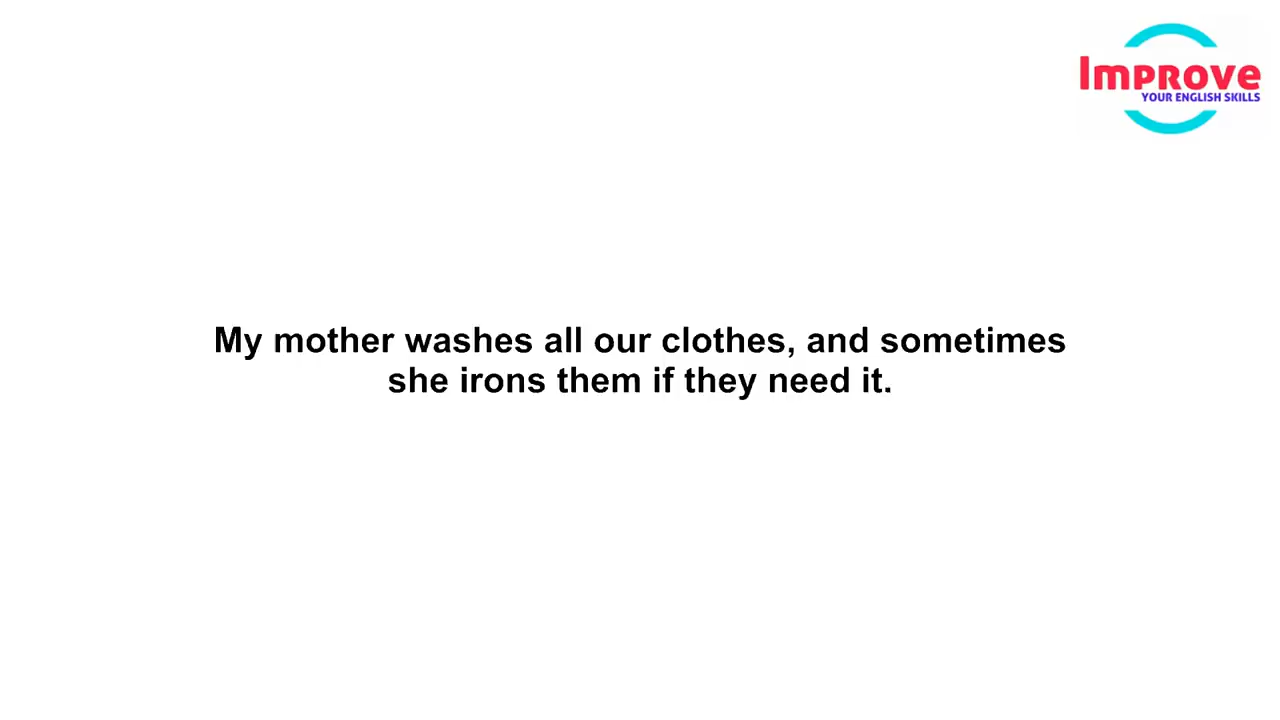 Improve
YOUR ENGLISH SKILLS
My mother washes all our clothes, and sometimes
she irons them if they need it.